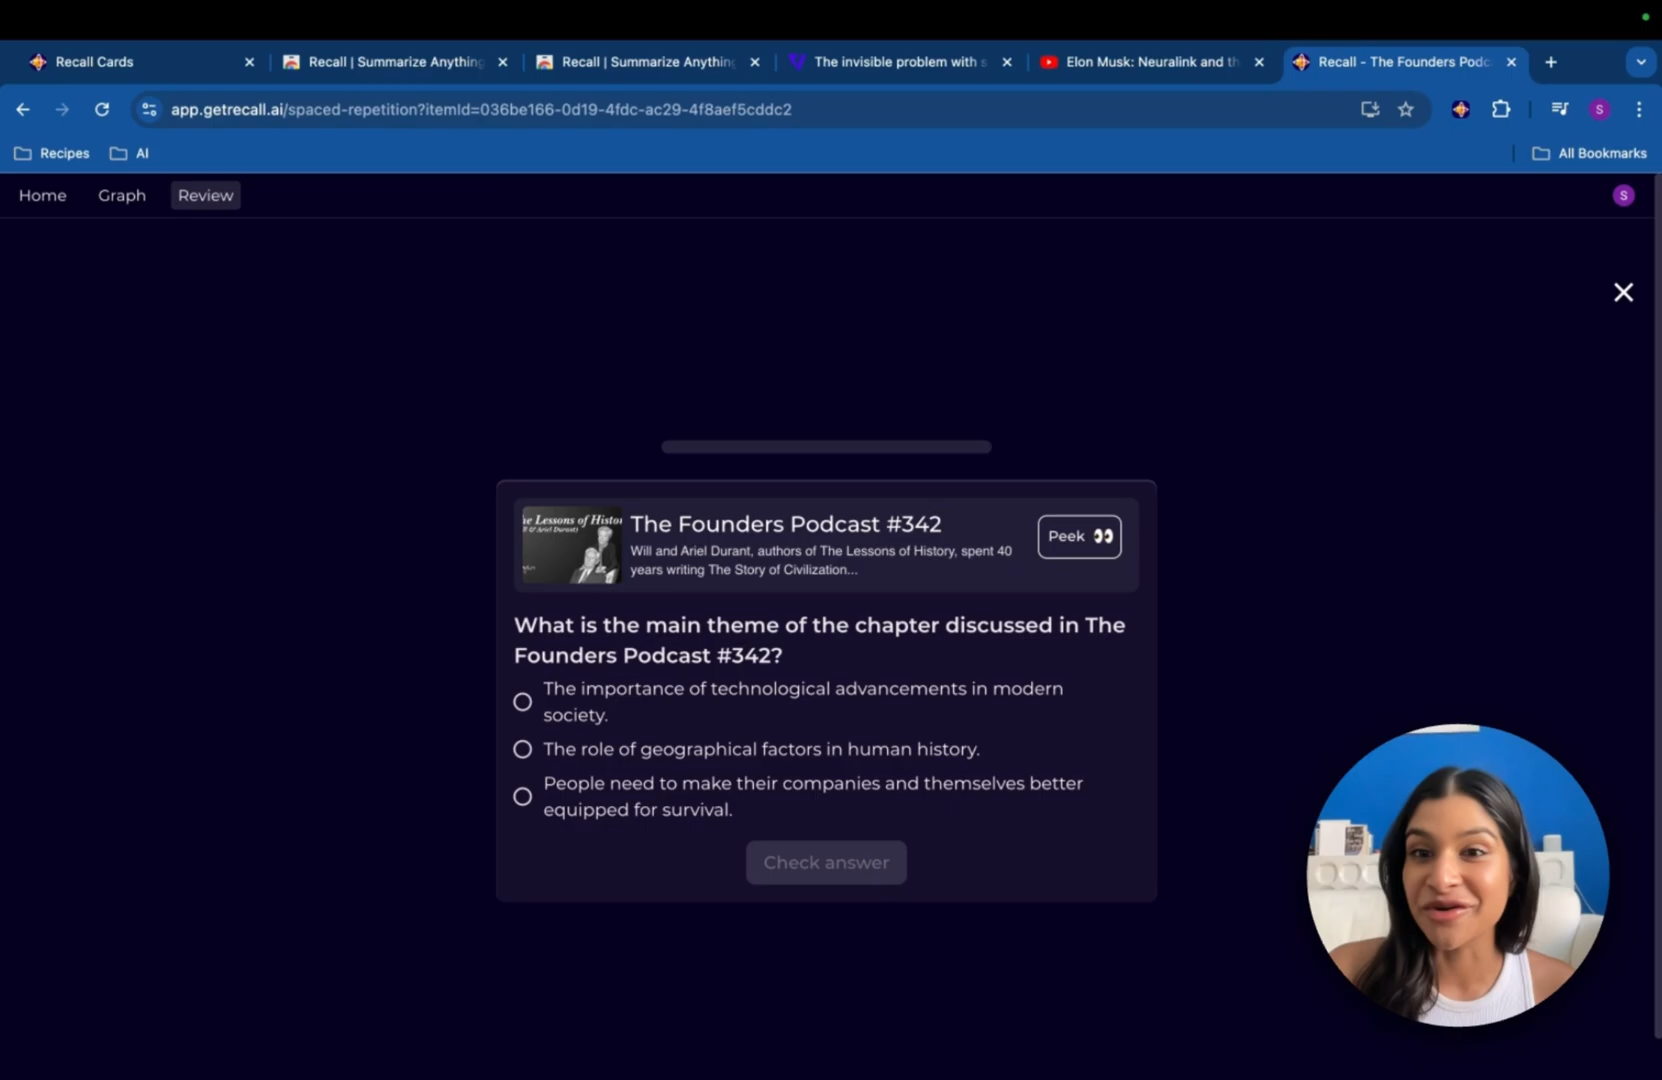 Recall Cards
Recall | Summarize Anything
Recall | Summarize Anything
The invisible problem with s
Elon Musk: Neuralink and th
Recall - The Founders Podc
app.getrecall.ai/spaced-repetition?itemId=036be166-0d19-4fdc-ac29-4f8aef5cddc2
S
Recipes
AI
All Bookmarks
Home
Graph
Review
S
he Lessons of Histor
The Founders Podcast #342
Will and Ariel Durant, authors of The Lessons of History, spent 40
years writing The Story of Civilization...
Peek
What is the main theme of the chapter discussed in The
Founders Podcast #342?
The importance of technological advancements in modern
society.
The role of geographical factors in human history.
People need to make their companies and themselves better
equipped for survival.
Check answer